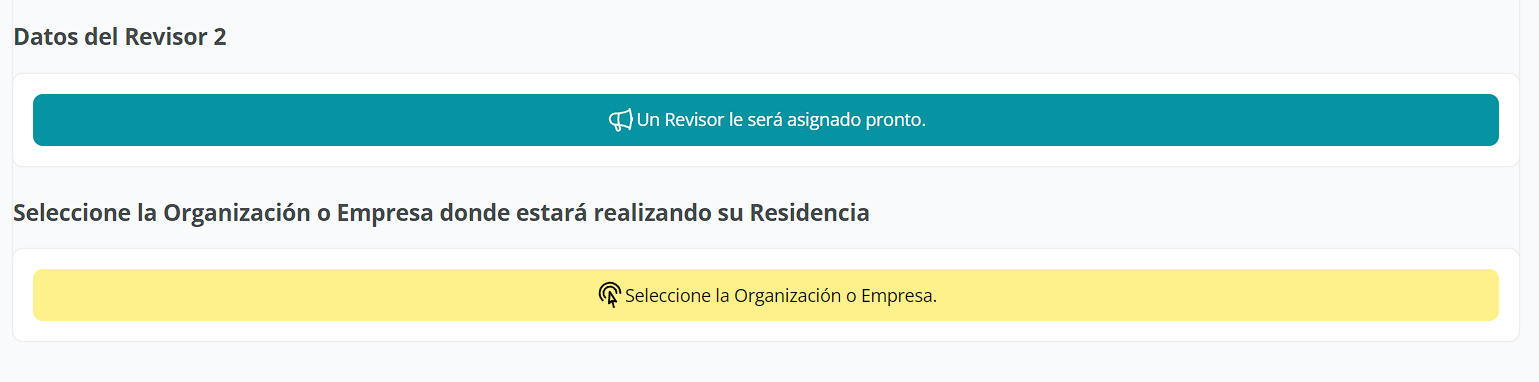 Datos del Revisor 2
Un Revisor le será asignado pronto.
Seleccione la Organización o Empresa donde estará realizando su Residencia
Seleccione la Organización o Empresa.